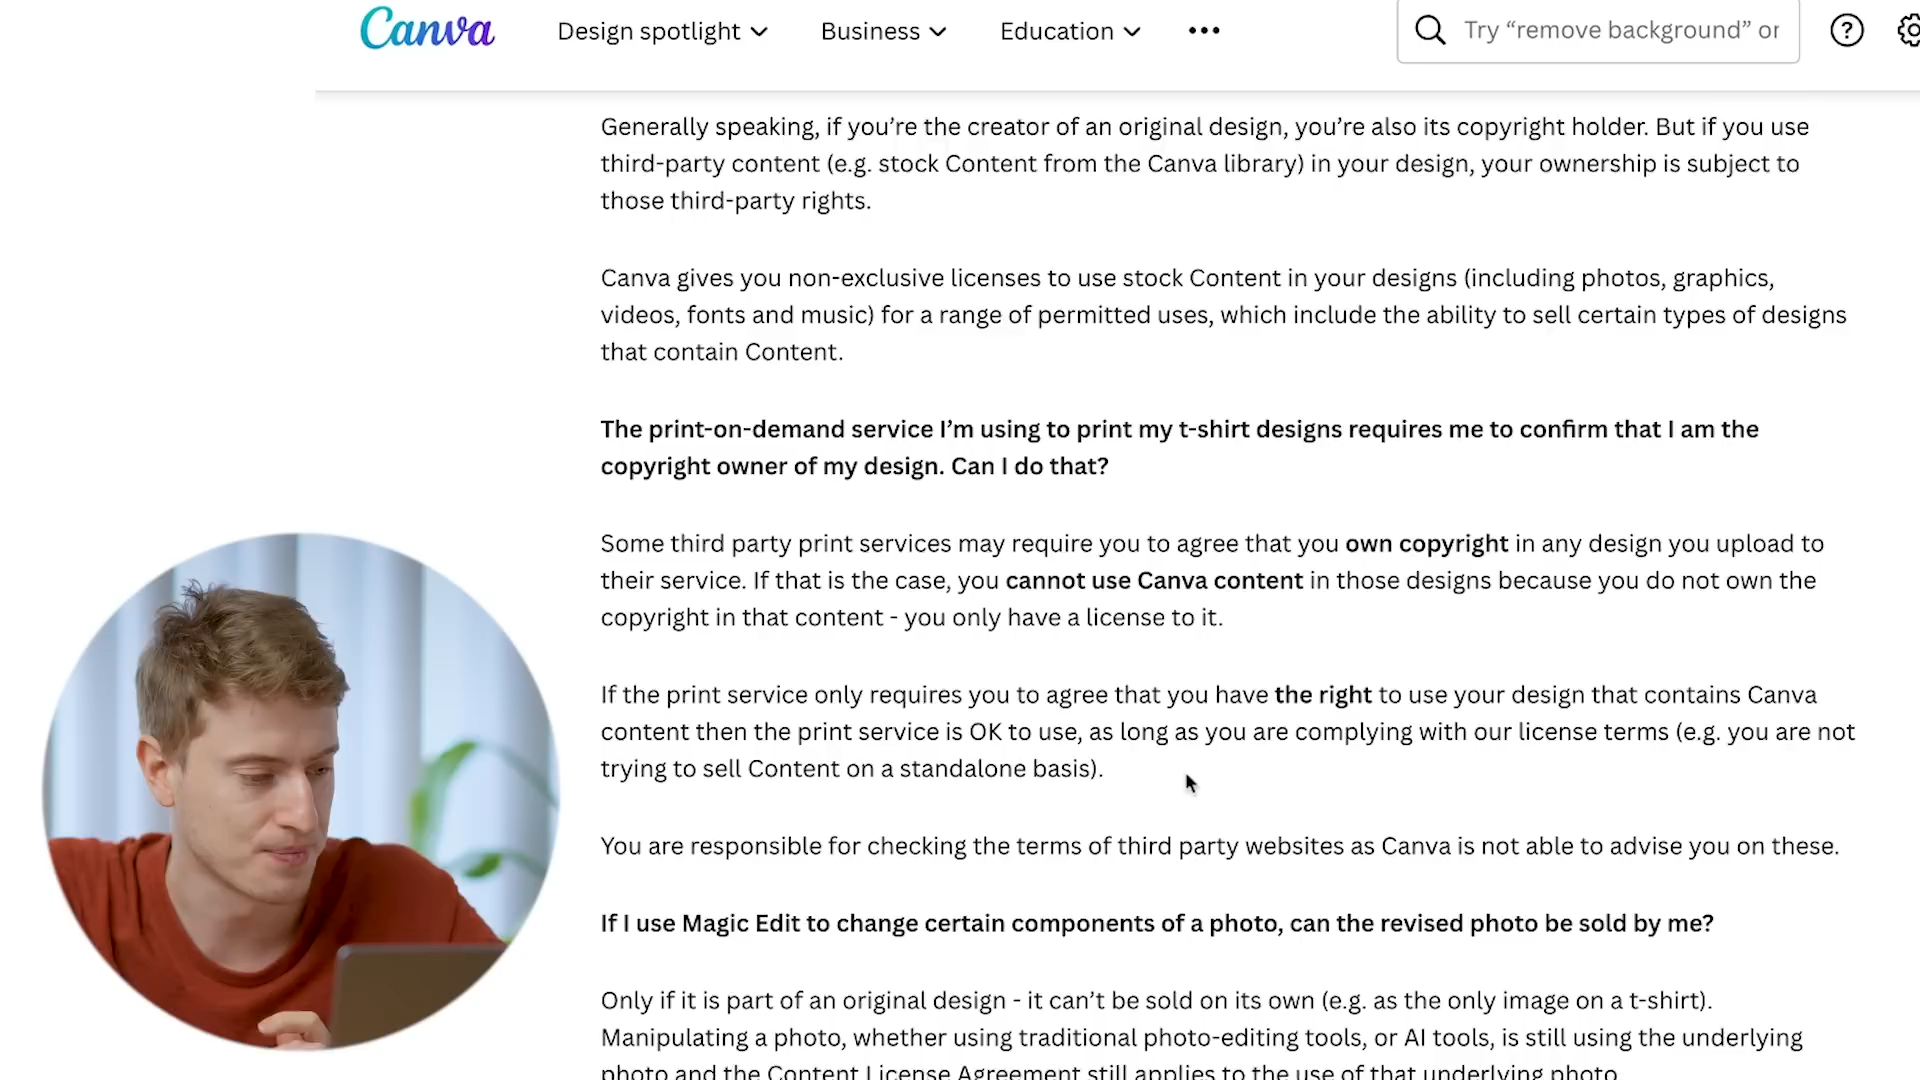 Canva
Design spotlight
Business
Education
Try “remove background” or
Generally speaking, if you’re the creator of an original design, you’re also its copyright holder. But if you use
third-party content (e.g. stock Content from the Canva library) in your design, your ownership is subject to
those third-party rights.
Canva gives you non-exclusive licenses to use stock Content in your designs (including photos, graphics,
videos, fonts and music) for a range of permitted uses, which include the ability to sell certain types of designs
that contain Content.
The print-on-demand service I’m using to print my t-shirt designs requires me to confirm that I am the
copyright owner of my design. Can I do that?
Some third party print services may require you to agree that you own copyright in any design you upload to
their service. If that is the case, you cannot use Canva content in those designs because you do not own the
copyright in that content - you only have a license to it.
If the print service only requires you to agree that you have the right to use your design that contains Canva
content then the print service is OK to use, as long as you are complying with our license terms (e.g. you are not
trying to sell Content on a standalone basis).
You are responsible for checking the terms of third party websites as Canva is not able to advise you on these.
If I use Magic Edit to change certain components of a photo, can the revised photo be sold by me?
Only if it is part of an original design - it can’t be sold on its own (e.g. as the only image on a t-shirt).
Manipulating a photo, whether using traditional photo-editing tools, or AI tools, is still using the underlying
photo and the Content License Agreement still applies to the use of that underlying photo.